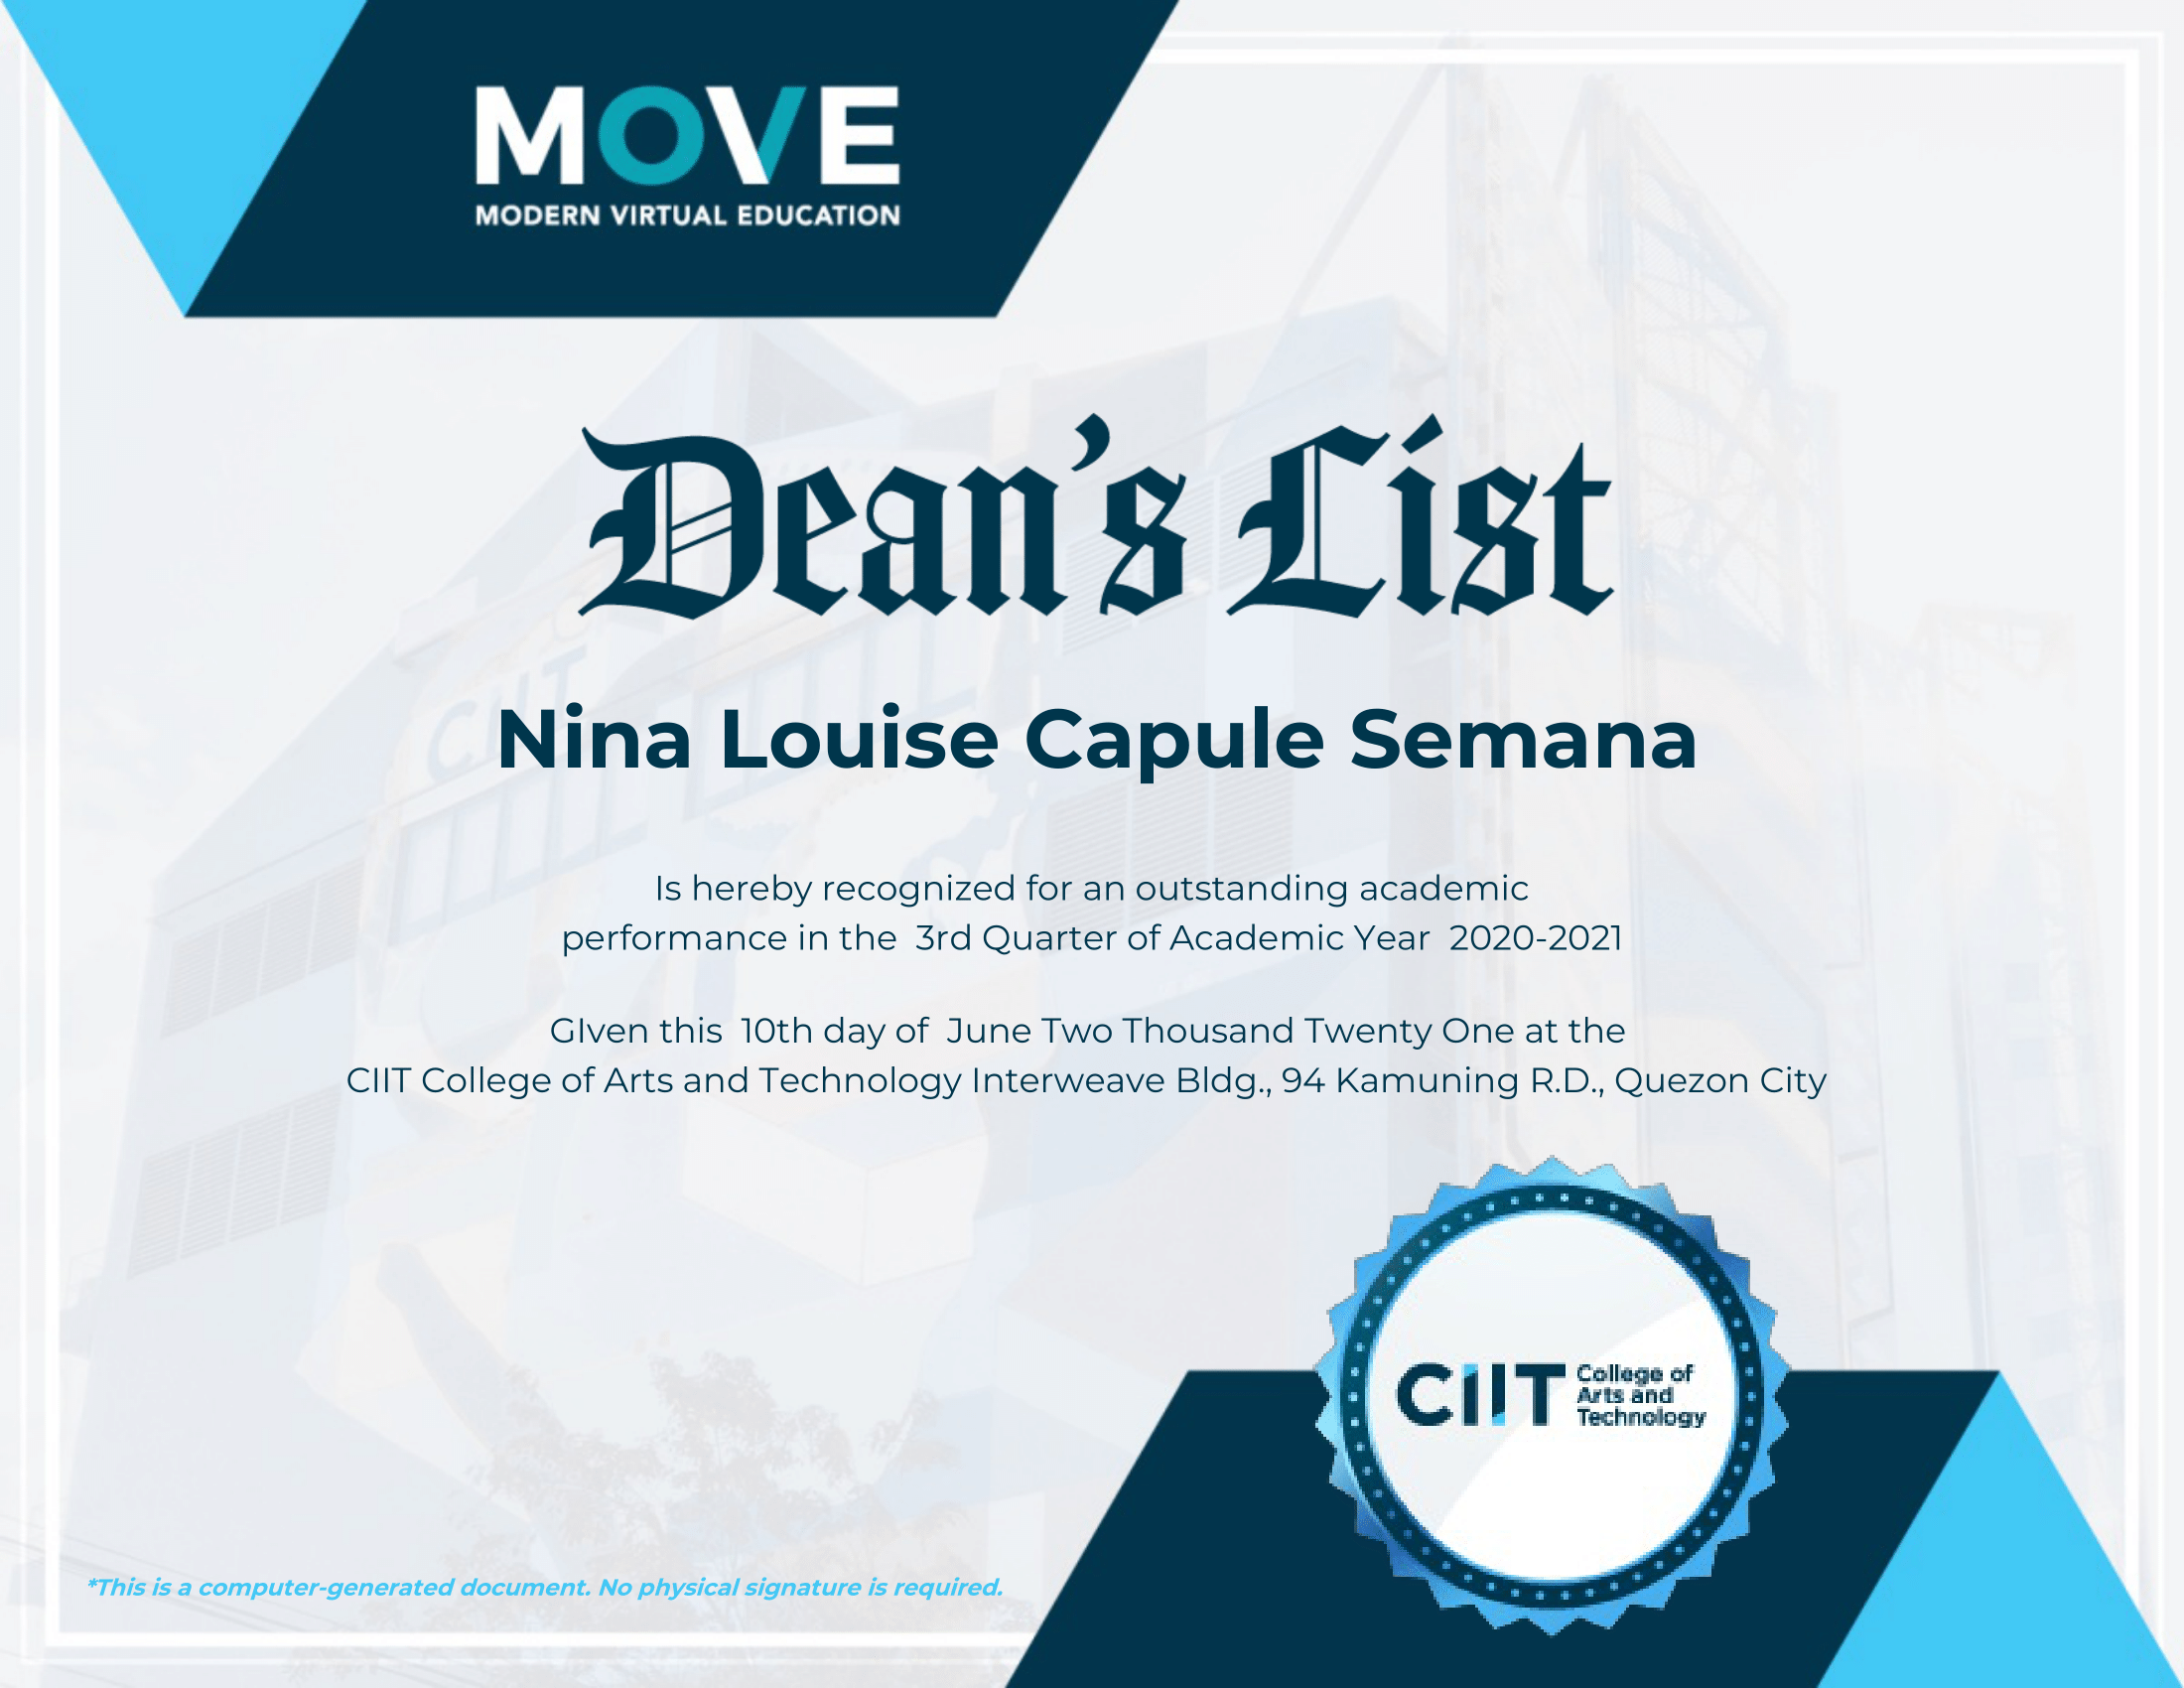 MOVE
MODERN VIRTUAL EDUCATION
Dean's List
CIIT
Nina Louise Capule Semana
Is hereby recognized for an outstanding academic
performance in the 3rd Quarter of Academic Year 2020-2021
GIven this 10th day of June Two Thousand Twenty One at the
CIIT College of Arts and Technology Interweave Bldg., 94 Kamuning R.D., Quezon City
CIIT College of
Arts and
Technology
*This is a computer-generated document. No physical signature is required.